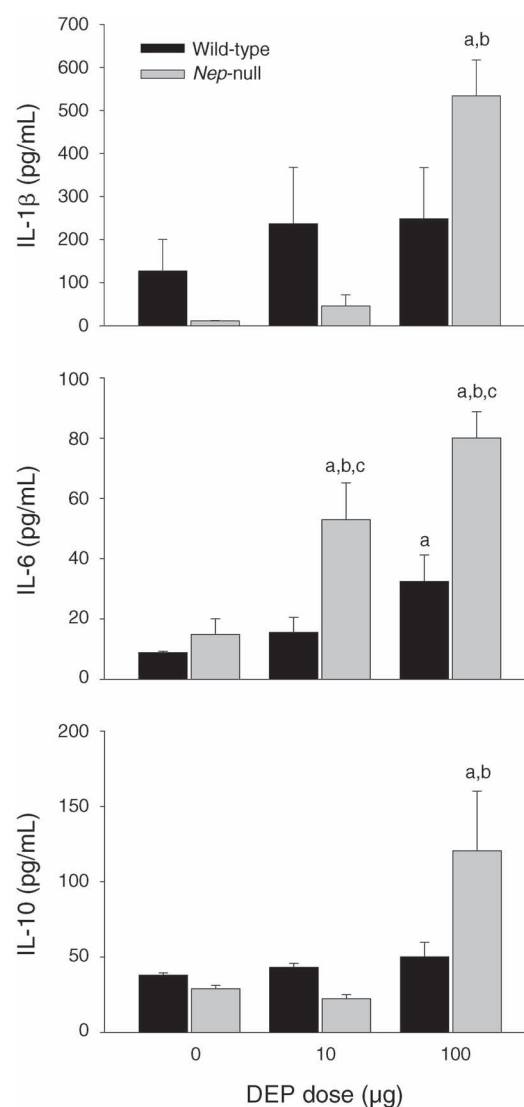 700
600
500
400
300
200
100
0
IL-1β (pg/mL)
Wild-type
Nep-null
a,b
100
80
60
40
20
0
IL-6 (pg/mL)
a,b,c
a
a,b,c
200
150
100
50
0
IL-10 (pg/mL)
a,b
0 10 100
DEP dose (µg)